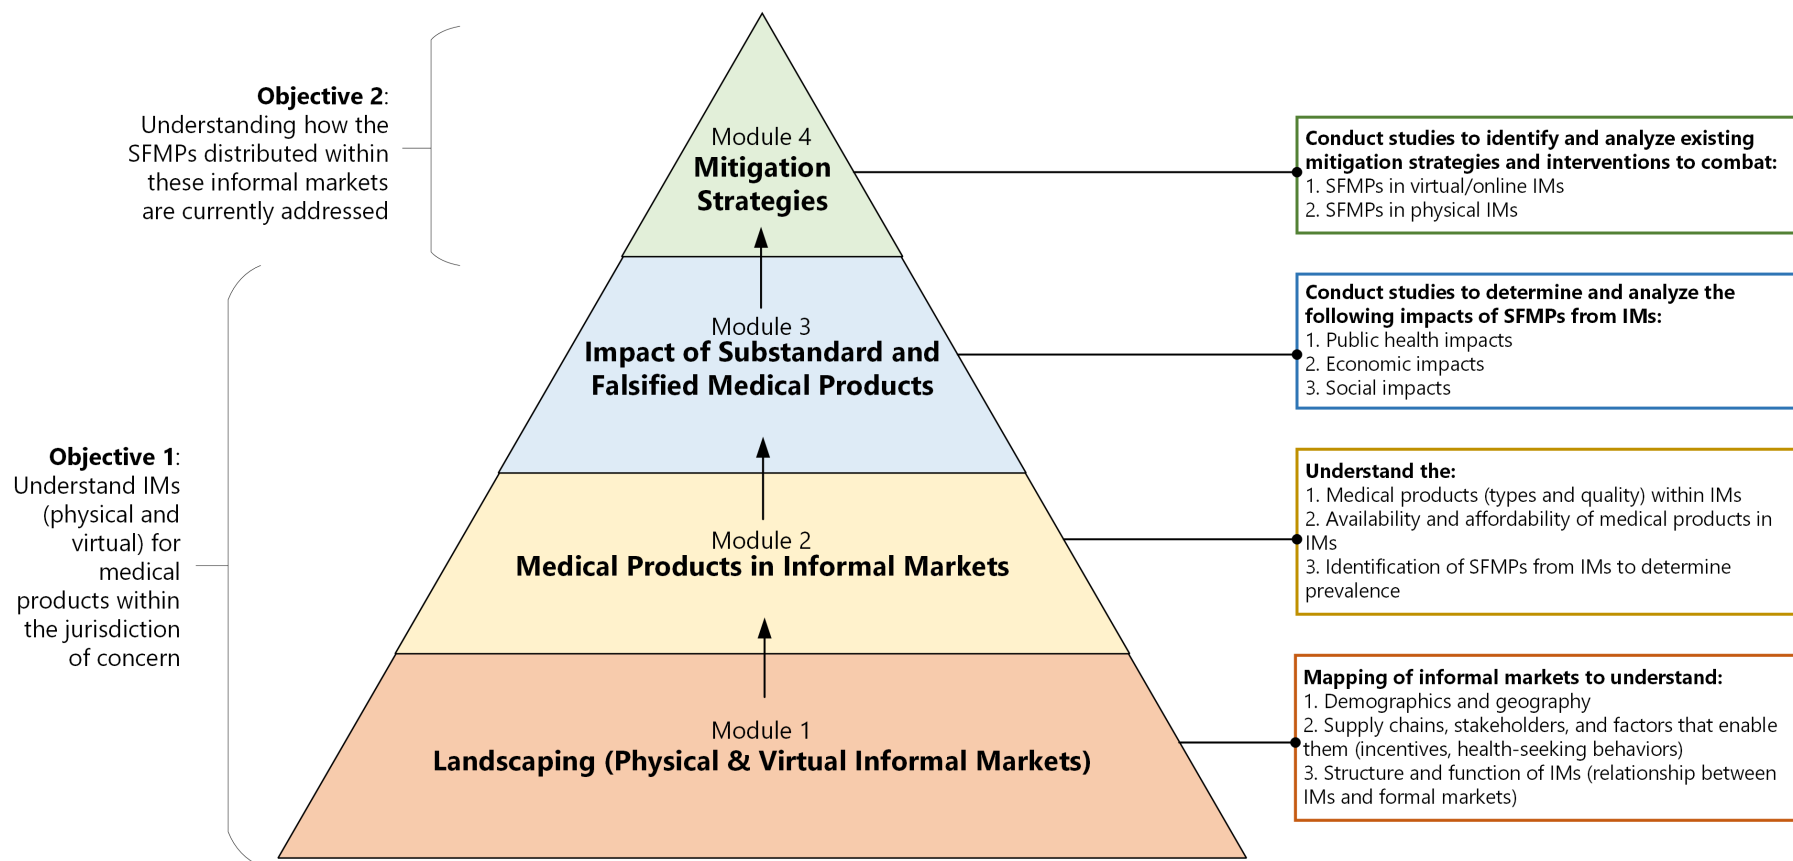 Objective 2:
Understanding how the
SFMPs distributed within
these informal markets
are currently addressed
Objective 1:
Understand IMs
(physical and
virtual) for
medical
products within
the jurisdiction
of concern
Module 4
Mitigation
Strategies
Module 3
Impact of Substandard and
Falsified Medical Products
Module 2
Medical Products in Informal Markets
Module 1
Landscaping (Physical & Virtual Informal Markets)
Conduct studies to identify and analyze existing
mitigation strategies and interventions to combat:
1. SFMPs in virtual/online IMs
2. SFMPs in physical IMs
Conduct studies to determine and analyze the
following impacts of SFMPs from IMs:
1. Public health impacts
2. Economic impacts
3. Social impacts
Understand the:
1. Medical products (types and quality) within IMs
2. Availability and affordability of medical products in
IMs
3. Identification of SFMPs from IMs to determine
prevalence
Mapping of informal markets to understand:
1. Demographics and geography
2. Supply chains, stakeholders, and factors that enable
them (incentives, health-seeking behaviors)
3. Structure and function of IMs (relationship between
IMs and formal markets)